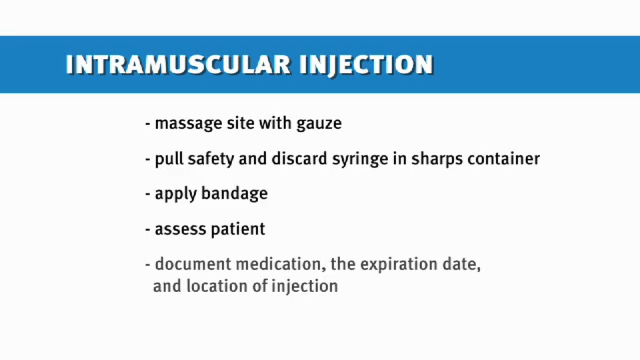 INTRAMUSCULAR INJECTION
- massage site with gauze
- pull safety and discard syringe in sharps container
- apply bandage
- assess patient
- document medication, the expiration date,
and location of injection